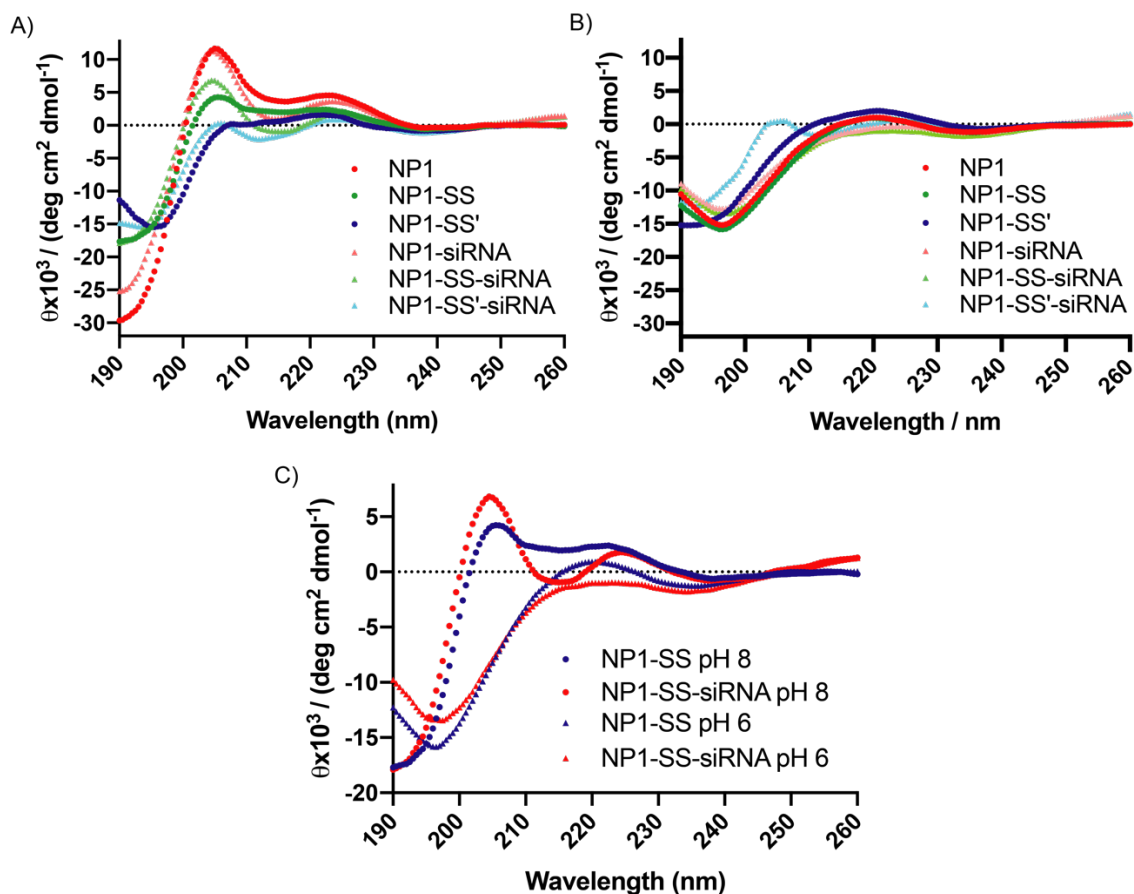 A)
θx10³ / (deg cm² dmol⁻¹)
10
5
0
-5
-10
-15
-20
-25
-30
NP1
NP1-SS
NP1-SS'
NP1-siRNA
NP1-SS-siRNA
NP1-SS'-siRNA
190 200 210 220 230 240 250 260
Wavelength (nm)
B)
θx10³ / (deg cm² dmol⁻¹)
10
5
0
-5
-10
-15
-20
-25
-30
NP1
NP1-SS
NP1-SS'
NP1-siRNA
NP1-SS-siRNA
NP1-SS'-siRNA
190 200 210 220 230 240 250 260
Wavelength / nm
C)
θx10³ / (deg cm² dmol⁻¹)
5
0
-5
-10
-15
-20
NP1-SS pH 8
NP1-SS-siRNA pH 8
NP1-SS pH 6
NP1-SS-siRNA pH 6
190 200 210 220 230 240 250 260
Wavelength (nm)